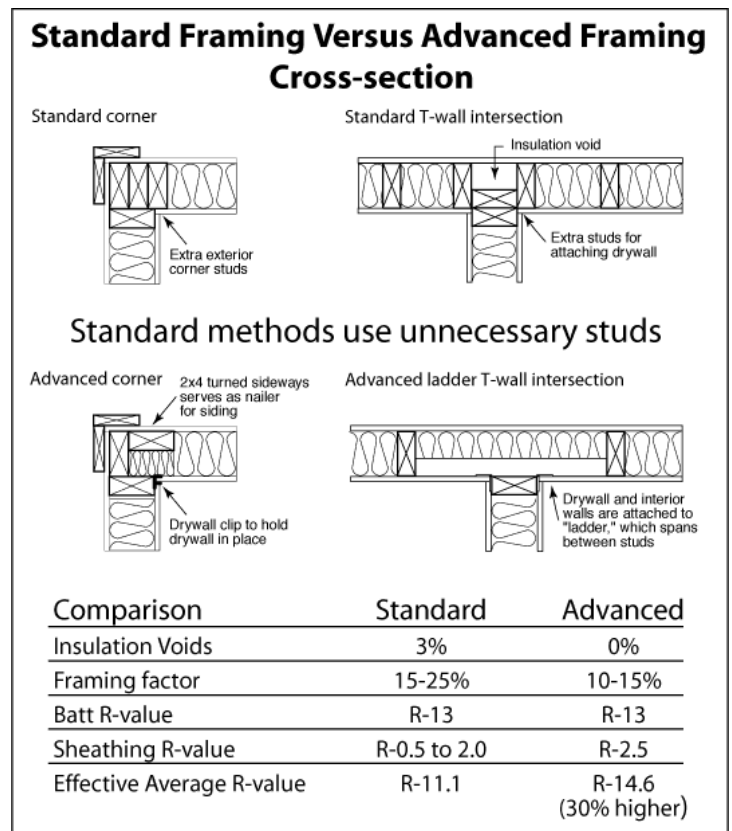 Standard Framing Versus Advanced Framing
Cross-section
Standard corner
Standard T-wall intersection
Insulation void
Extra exterior
corner studs
Extra studs for
attaching drywall
Standard methods use unnecessary studs
Advanced corner
2x4 turned sideways
serves as nailer
for siding
Advanced ladder T-wall intersection
Drywall clip to hold
drywall in place
Drywall and interior
walls are attached to
"ladder," which spans
between studs
Comparison Standard Advanced
Insulation Voids 3% 0%
Framing factor 15-25% 10-15%
Batt R-value R-13 R-13
Sheathing R-value R-0.5 to 2.0 R-2.5
Effective Average R-value R-11.1 R-14.6
(30% higher)